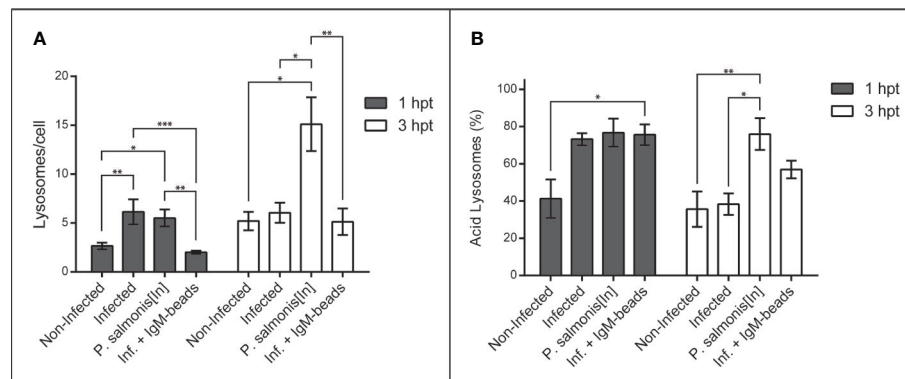 A
Lysosomes/cell
20
15
10
5
0
**
*
***
**
*
*
**
1 hpt
3 hpt
Non-Infected
Infected
P. salmonis[In]
Inf. + IgM-beads
Non-Infected
Infected
P. salmonis[In]
Inf. + IgM-beads
B
Acid Lysosomes (%)
100
80
60
40
20
0
*
**
*
1 hpt
3 hpt
Non-Infected
Infected
P. salmonis[In]
Inf. + IgM-beads
Non-Infected
Infected
P. salmonis[In]
Inf. + IgM-beads